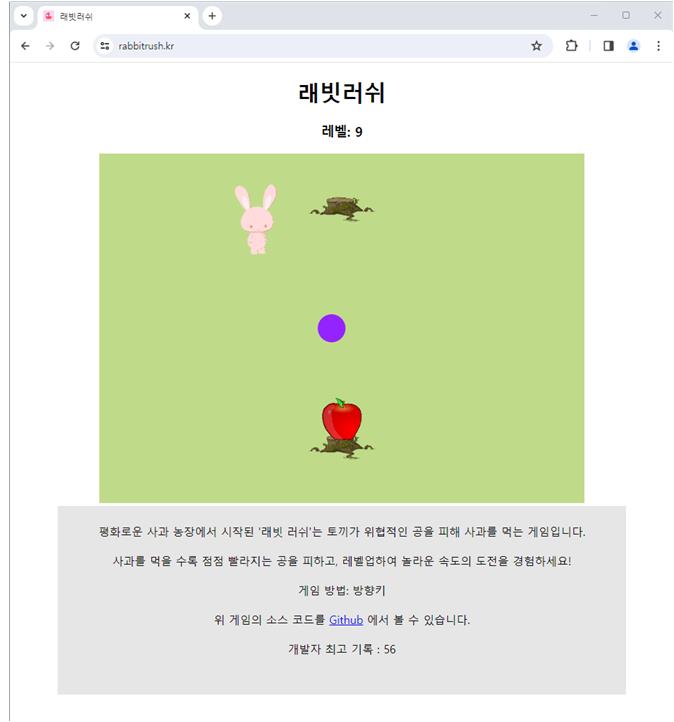 래빗러쉬
rabbitrush.kr
래빗러쉬
레벨: 9
평화로운 사과 농장에서 시작된 '래빗 러쉬'는 토끼가 위협적인 공을 피해 사과를 먹는 게임입니다.
사과를 먹을 수록 점점 빨라지는 공을 피하고, 레벨업하여 놀라운 속도의 도전을 경험하세요!
게임 방법: 방향키
위 게임의 소스 코드를 Github 에서 볼 수 있습니다.
개발자 최고 기록 : 56